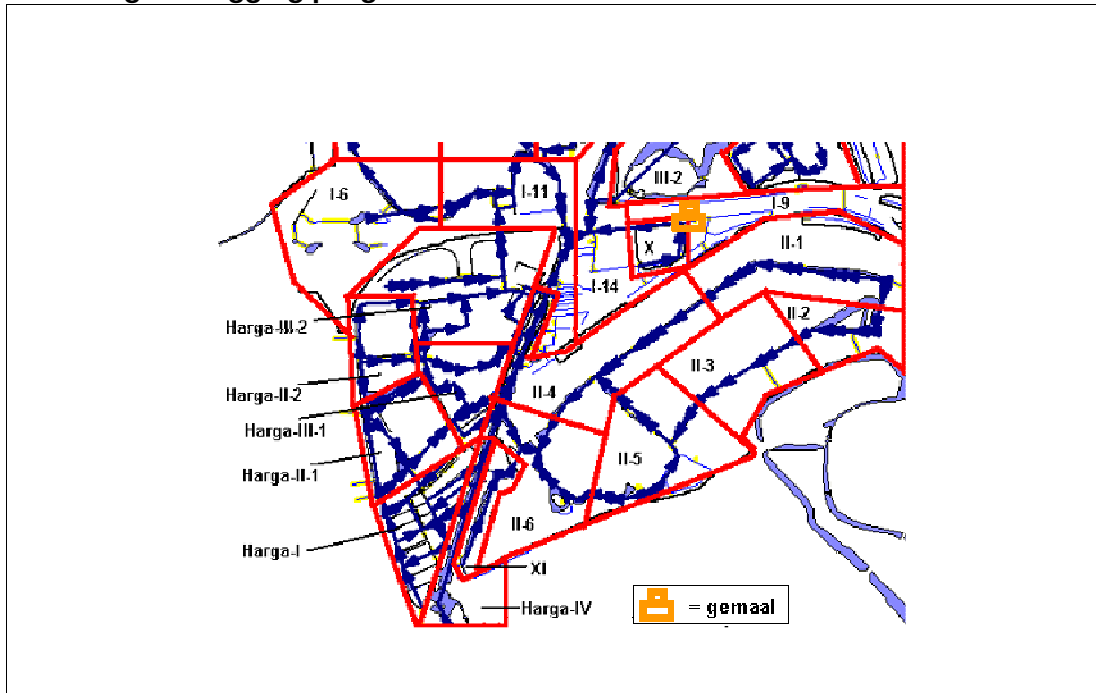 III-2
I-6
I-11
I-9
X
II-1
I-14
II-2
Harga-III-2
II-3
Harga-II-2
II-4
Harga-III-1
II-5
Harga-II-1
II-6
Harga-I
XI
Harga-IV
= gemaal